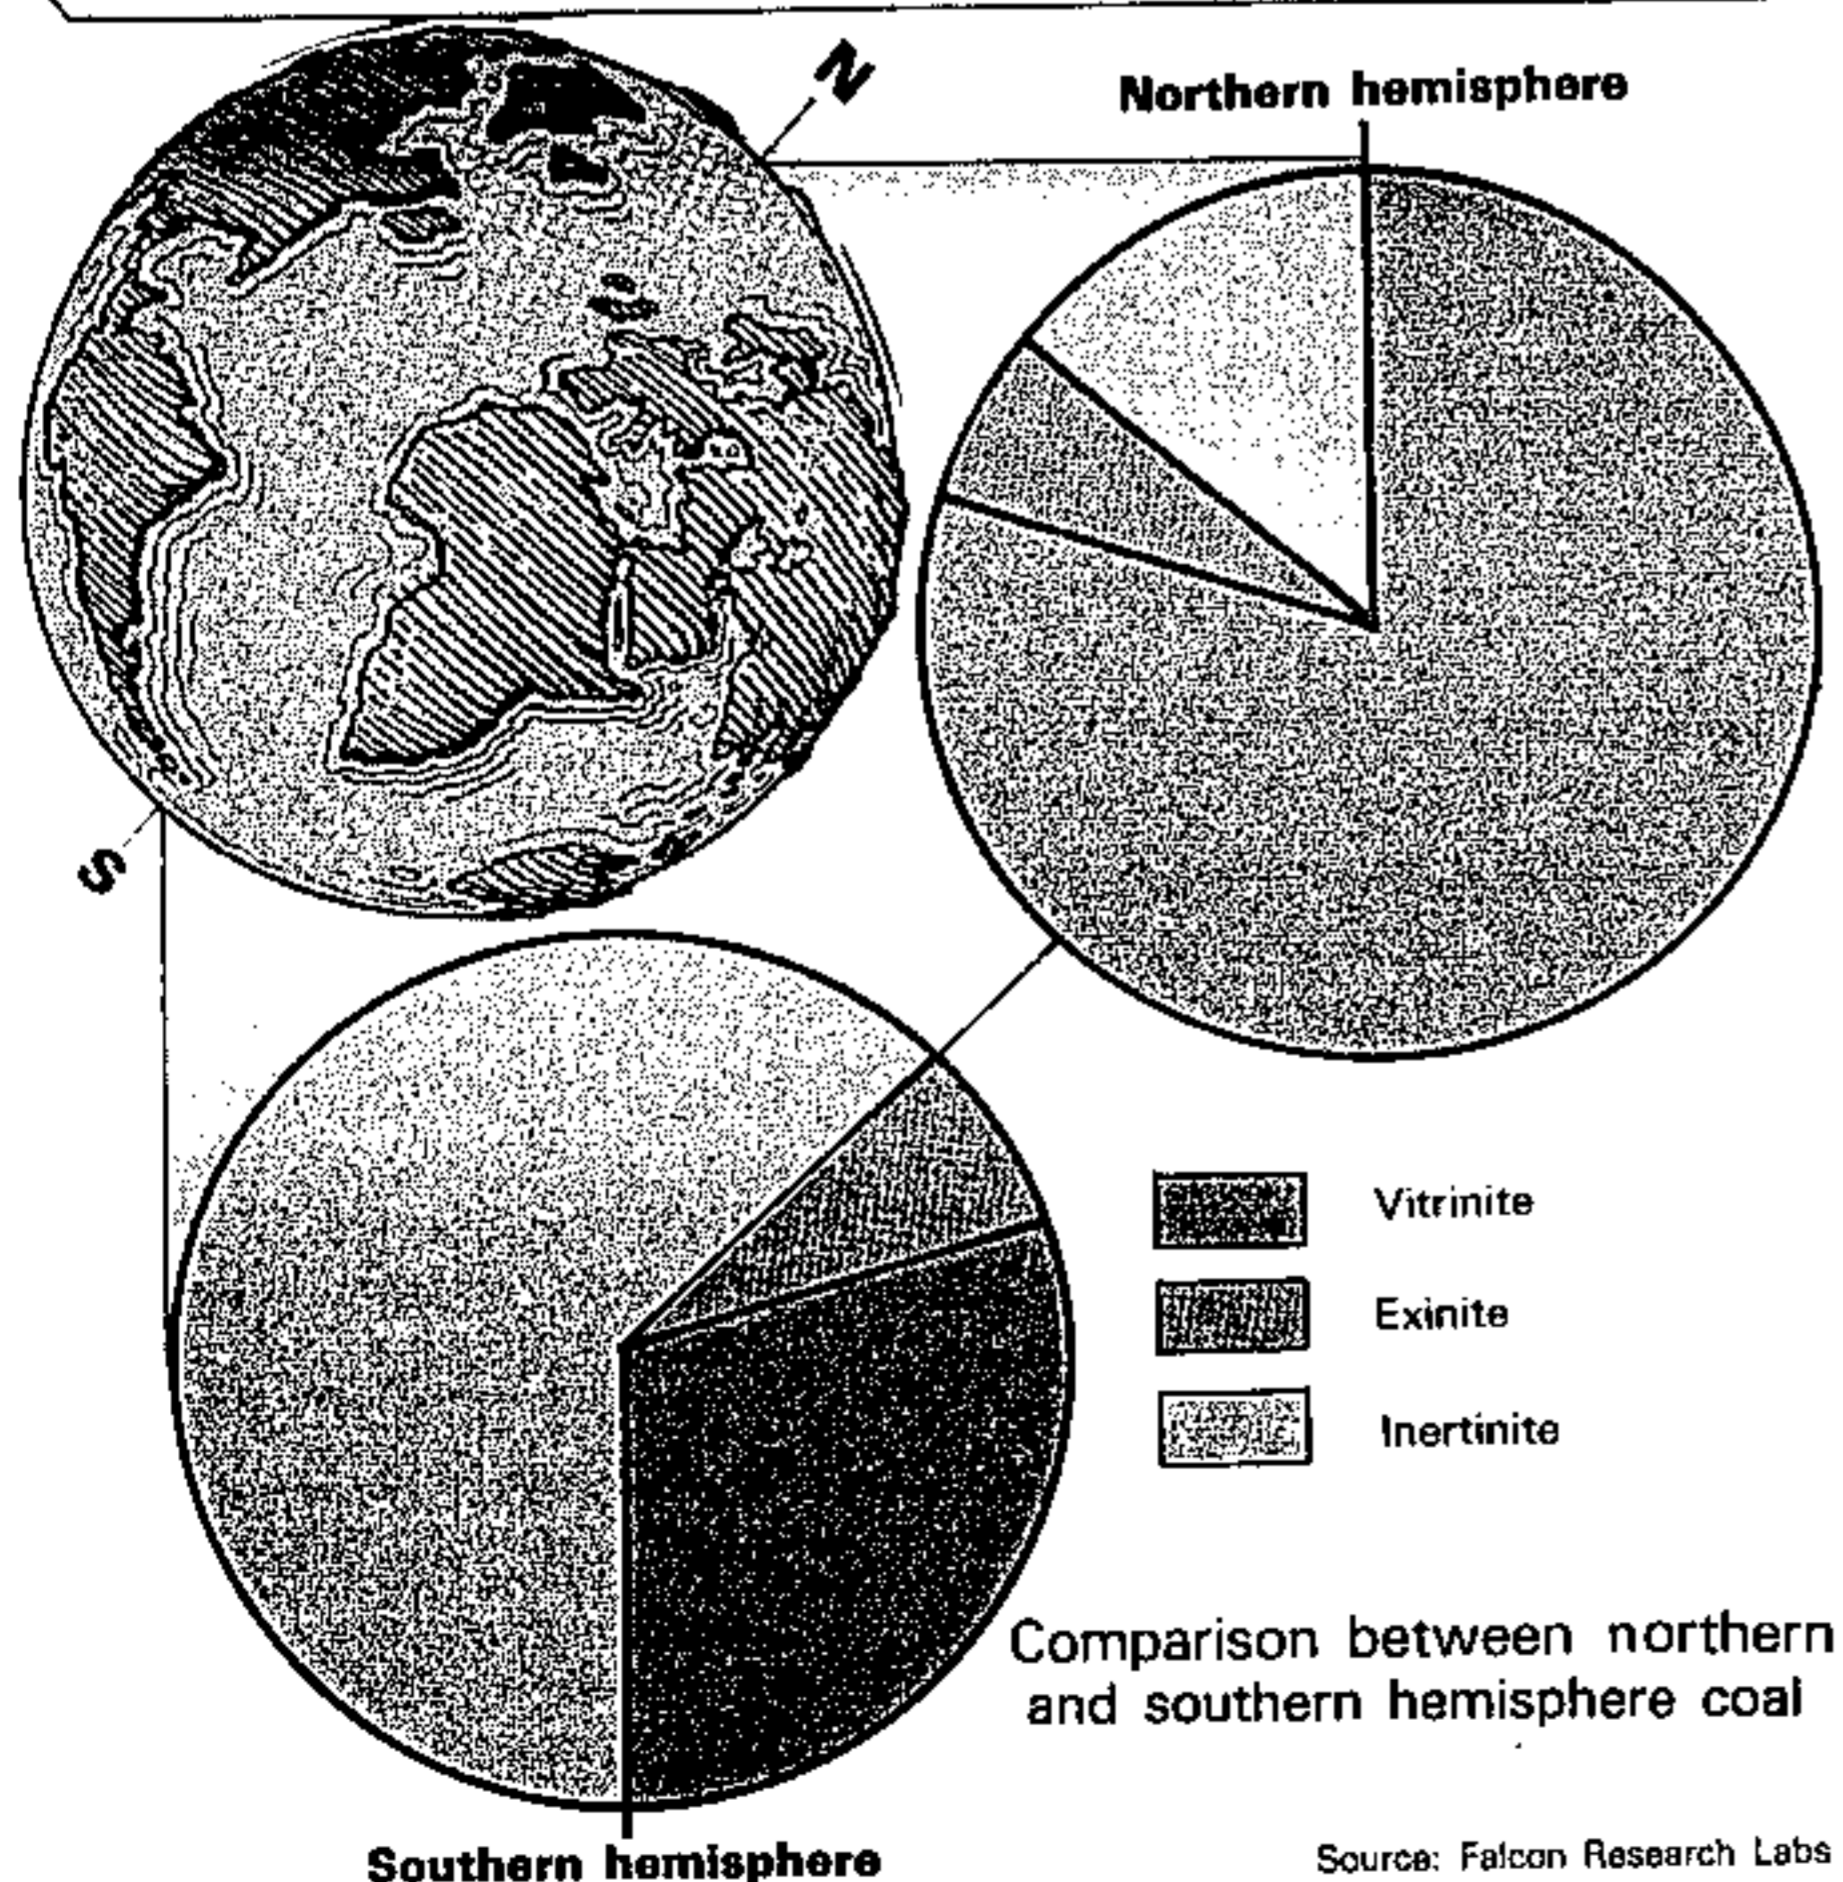 N
Northern hemisphere
S
Vitrinite
Exinite
Inertinite
Comparison between northern
and southern hemisphere coal
Southern hemisphere
Source: Falcon Research Labs